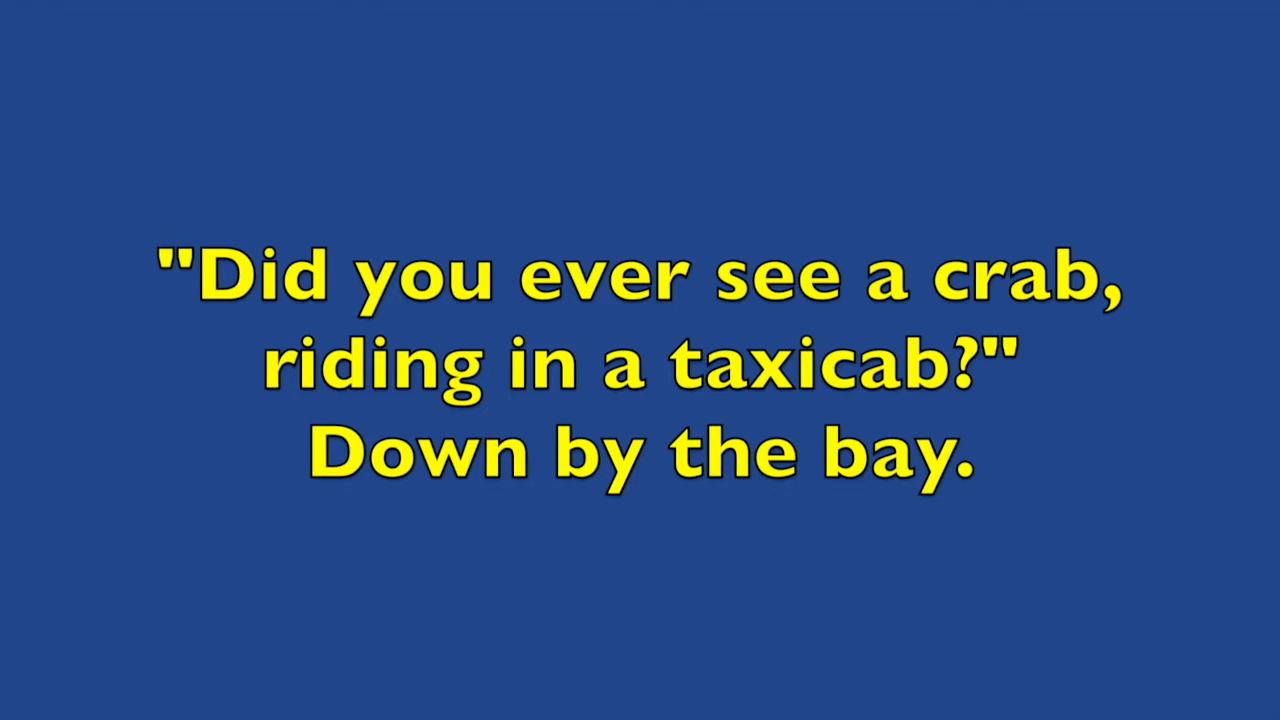 "Did you ever see a crab,
riding in a taxicab?"
Down by the bay.